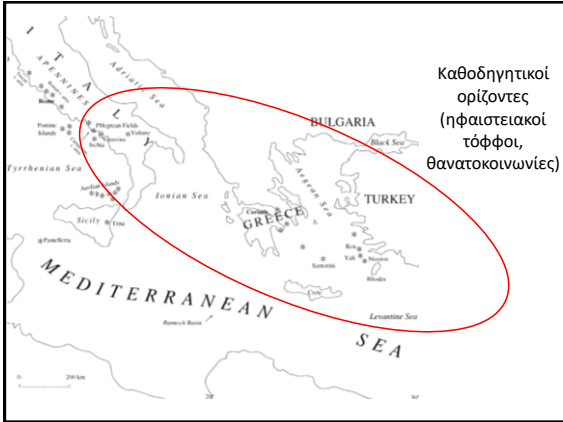 Καθοδηγητικοί
ορίζοντες
(ηφαιστειακοί
τόφφοι,
θανατοκοινωνίες)
ITALY
APENNINES
Adriatic Sea
Rome
Pontine
Islands
Phlegrean Fields
Vulture
Vesuvius
Ischia
Tyrrhenian Sea
Aeolian Islands
Sicily
Etna
Pantelleria
Ionian Sea
BULGARIA
Black Sea
Aegean Sea
TURKEY
GREECE
Kos
Yali
Nisyros
Rhodes
Santorini
Crete
Levantine Sea
MEDITERRANEAN
SEA
Bannock Basin
0
200 km